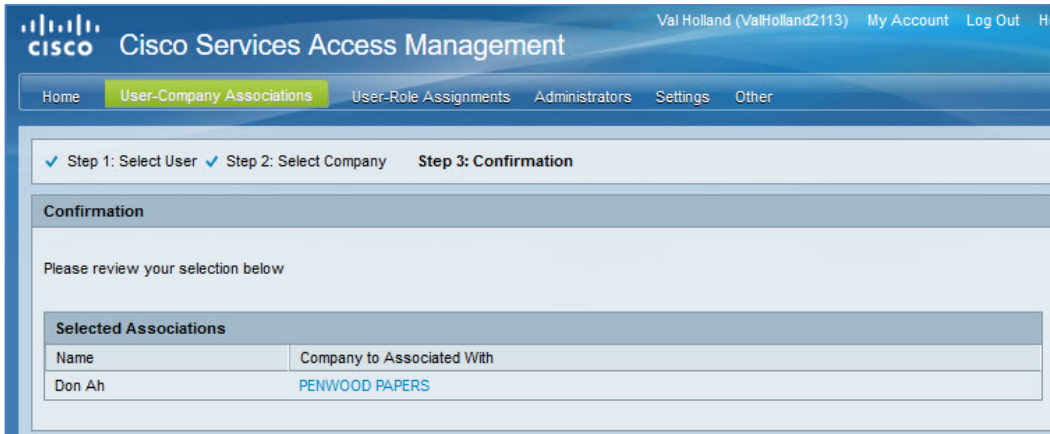 Val Holland (ValHolland2113) My Account Log Out
CISCO Cisco Services Access Management
Home User-Company Associations User-Role Assignments Administrators Settings Other
✓ Step 1: Select User ✓ Step 2: Select Company Step 3: Confirmation
Confirmation
Please review your selection below
Selected Associations
Name Company to Associated With
Don Ah PENWOOD PAPERS